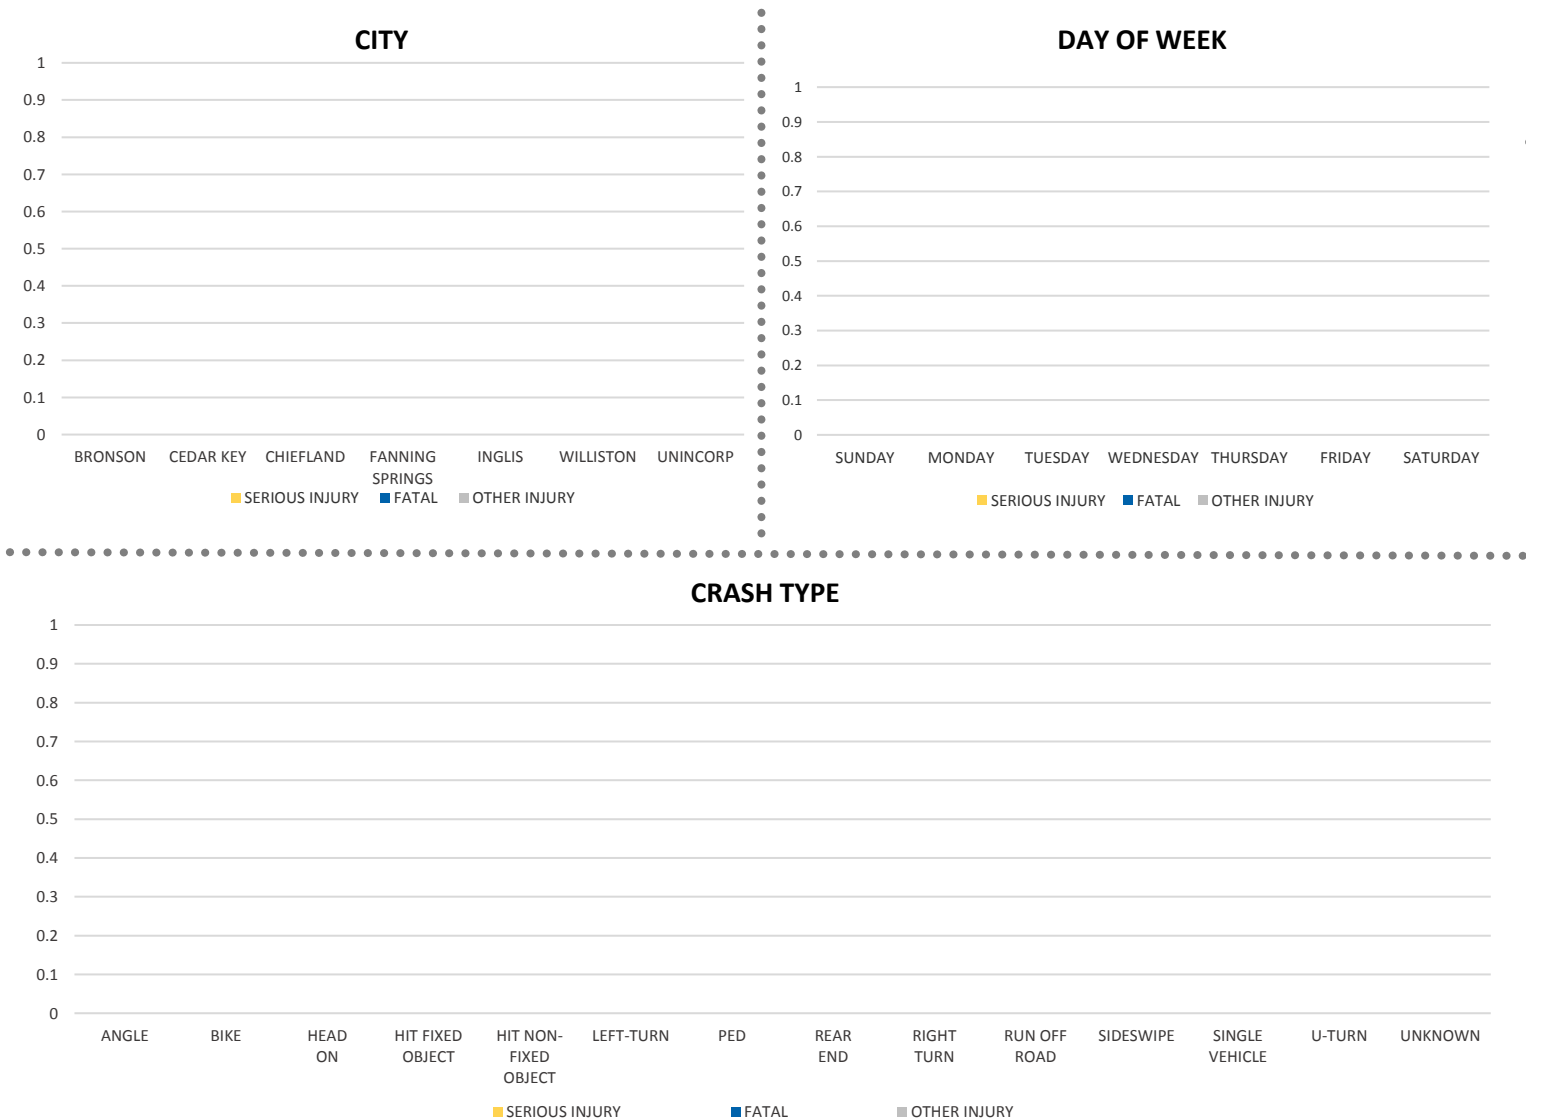 CITY
1
0.9
0.8
0.7
0.6
0.5
0.4
0.3
0.2
0.1
0
BRONSON CEDAR KEY CHIEFLAND FANNING INGLIS WILLISTON UNINCORP
SPRINGS
SERIOUS INJURY FATAL OTHER INJURY
DAY OF WEEK
1
0.9
0.8
0.7
0.6
0.5
0.4
0.3
0.2
0.1
0
SUNDAY MONDAY TUESDAY WEDNESDAY THURSDAY FRIDAY SATURDAY
SERIOUS INJURY FATAL OTHER INJURY
CRASH TYPE
1
0.9
0.8
0.7
0.6
0.5
0.4
0.3
0.2
0.1
0
ANGLE BIKE HEAD HIT FIXED HIT NON- LEFT-TURN PED REAR RIGHT RUN OFF SIDESWIPE SINGLE U-TURN UNKNOWN
ON OBJECT FIXED END TURN ROAD VEHICLE
OBJECT
SERIOUS INJURY FATAL OTHER INJURY